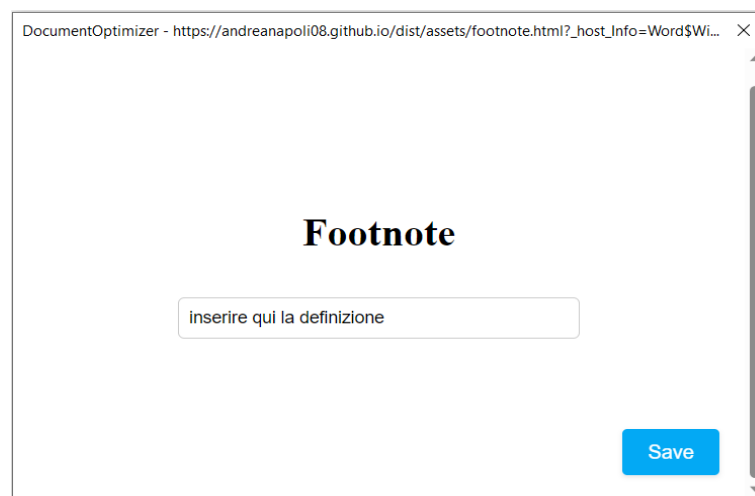 DocumentOptimizer - https://andreanapoli08.github.io/dist/assets/footnote.html?_host_Info=Word$Wi...
Footnote
inserire qui la definizione
Save